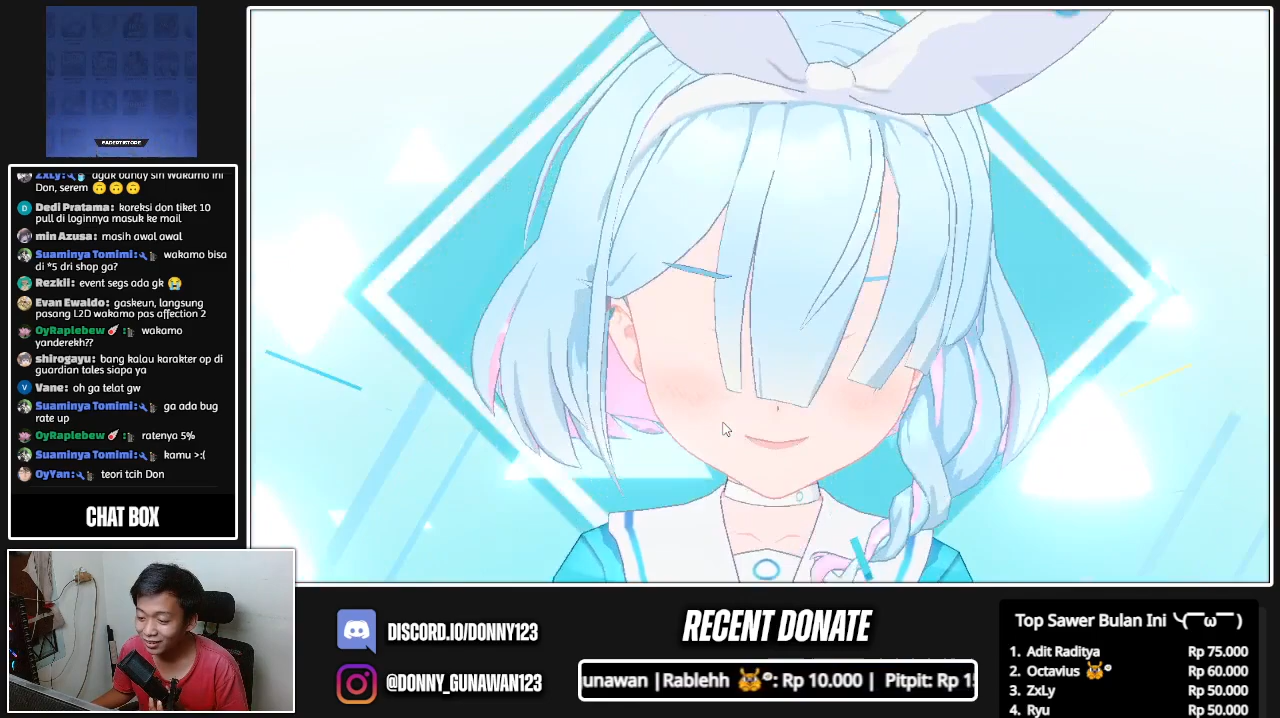 FADERTISTORE
ZxLy: agak bahdy siH Wakamo ini
Don, serem 🙃🙃🙃
D Dedi Pratama: koreksi don tiket 10
pull di loginnya masuk ke mail
min Azusa: masih awal awal
Suaminya Tomimi: wakamo bisa
di *5 dri shop ga?
Rezkil: event segs ada gk 😭
Evan Ewaldo: gaskeun, langsung
pasang L2D wakamo pas affection 2
OyRaplebew: wakamo
yanderekh??
shirogayu: bang kalau karakter op di
guardian tales siapa ya
V Vane: oh ga telat gw
Suaminya Tomimi: ga ada bug
rate up
OyRaplebew: ratenya 5%
Suaminya Tomimi: kamu >:(
OyYan: teori tcih Don
CHAT BOX
DISCORD.IO/DONNY123
@DONNY_GUNAWAN123
RECENT DONATE
unawan | Rablehh: Rp 10.000 | Pitpit: Rp 1
Top Sawer Bulan Ini ╰(￣ω￣)
1. Adit Raditya Rp 75.000
2. Octavius Rp 60.000
3. ZxLy Rp 50.000
4. Ryu Rp 50.000